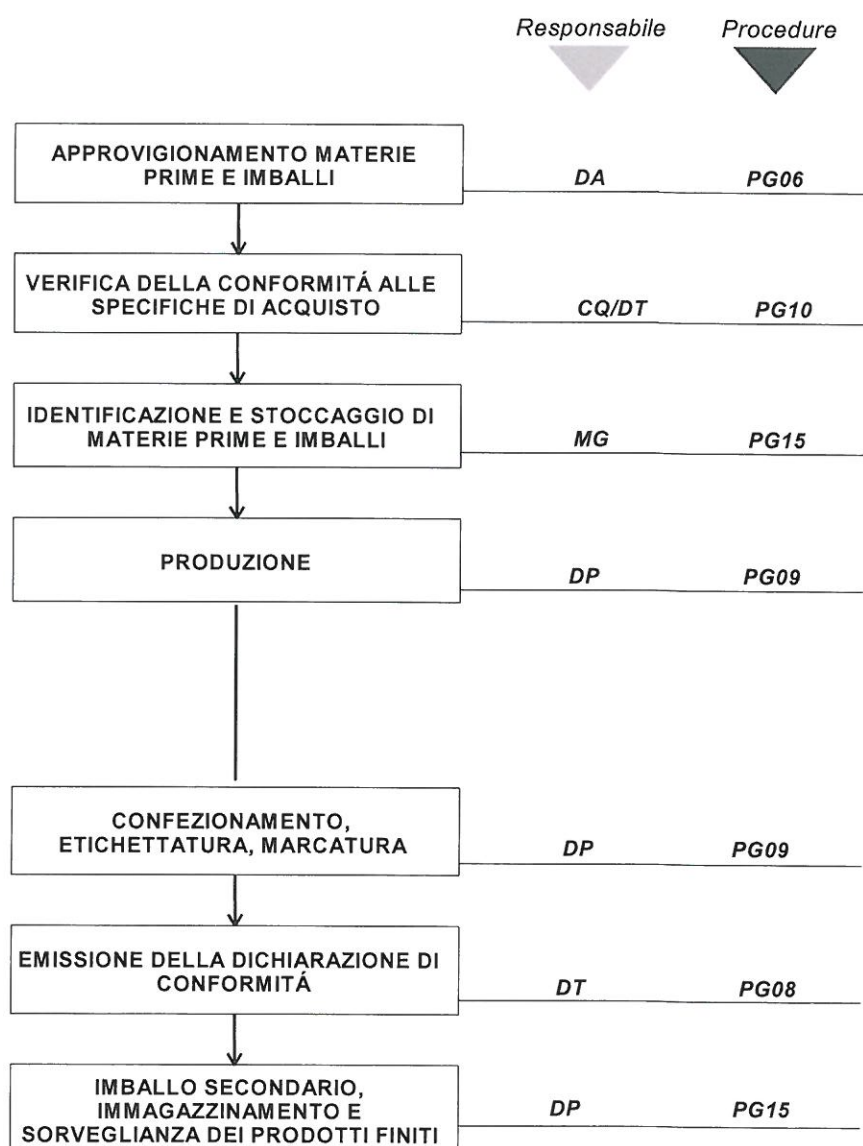 Responsabile Procedure
APPROVIGIONAMENTO MATERIE
PRIME E IMBALLI
DA PG06
VERIFICA DELLA CONFORMITÁ ALLE
SPECIFICHE DI ACQUISTO
CQ/DT PG10
IDENTIFICAZIONE E STOCCAGGIO DI
MATERIE PRIME E IMBALLI
MG PG15
PRODUZIONE
DP PG09
CONFEZIONAMENTO,
ETICHETTATURA, MARCATURA
DP PG09
EMISSIONE DELLA DICHIARAZIONE DI
CONFORMITÁ
DT PG08
IMBALLO SECONDARIO,
IMMAGAZZINAMENTO E
SORVEGLIANZA DEI PRODOTTI FINITI
DP PG15